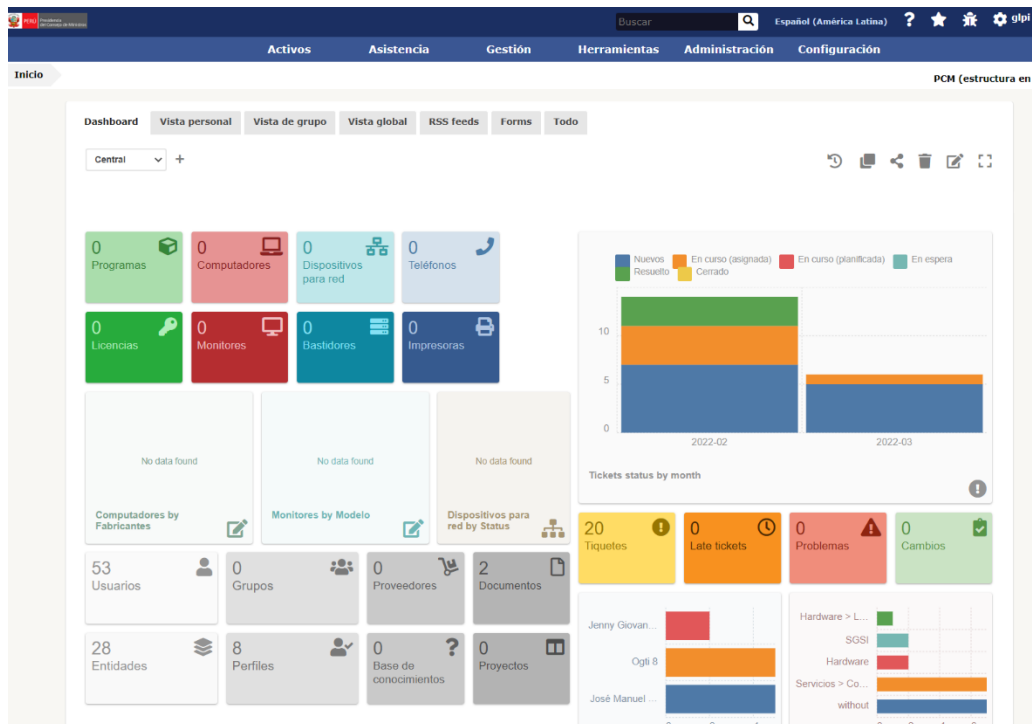 PERÚ Presidencia
del Consejo de Ministros
Buscar
Español (América Latina) ? glpi
Activos Asistencia Gestión Herramientas Administración Configuración
Inicio
PCM (estructura en
Dashboard Vista personal Vista de grupo Vista global RSS feeds Forms Todo
Central +
0
Programas
0
Computadores
0
Dispositivos
para red
0
Teléfonos
0
Licencias
0
Monitores
0
Bastidores
0
Impresoras
No data found
Computadores by
Fabricantes
No data found
Monitores by Modelo
No data found
Dispositivos para
red by Status
53
Usuarios
0
Grupos
0
Proveedores
2
Documentos
28
Entidades
8
Perfiles
0 ?
Base de
conocimientos
0
Proyectos
Nuevos En curso (asignada) En curso (planificada) En espera
Resuelto Cerrado
10
5
0
2022-02 2022-03
Tickets status by month
20
Tiquetes
0
Late tickets
0
Problemas
0
Cambios
Jenny Giovan...
Ogti 8
José Manuel ...
Hardware > L...
SGSI
Hardware
Servicios > Co...
without